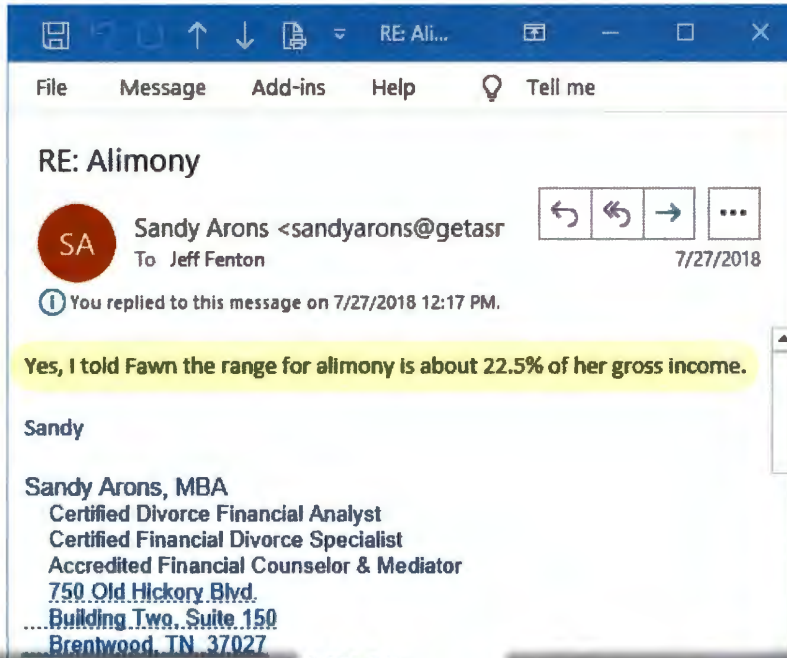 RE: Ali...
File Message Add-ins Help Tell me
RE: Alimony
SA
Sandy Arons <sandyarons@getasr
To Jeff Fenton
7/27/2018
You replied to this message on 7/27/2018 12:17 PM.
Yes, I told Fawn the range for alimony is about 22.5% of her gross income.
Sandy
Sandy Arons, MBA
Certified Divorce Financial Analyst
Certified Financial Divorce Specialist
Accredited Financial Counselor & Mediator
750 Old Hickory Blvd.
Building Two, Suite 150
Brentwood, TN 37027